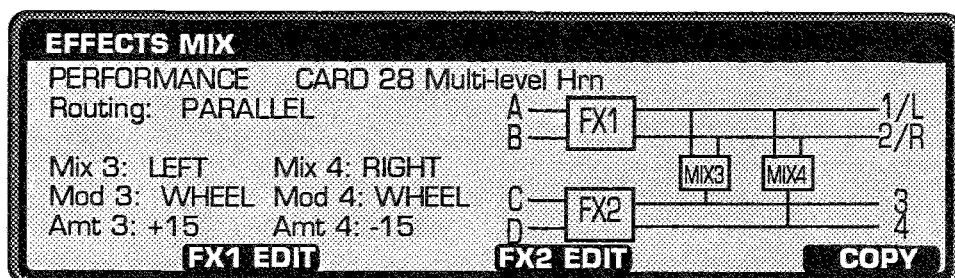 EFFECTS MIX
PERFORMANCE CARD 28 Multi-level Hrn
Routing: PARALLEL
A
B
FX1
1/L
2/R
Mix 3: LEFT Mix 4: RIGHT
MIX3 MIX4
Mod 3: WHEEL Mod 4: WHEEL
C
D
FX2
3
4
Amt 3: +15 Amt 4: -15
FX1 EDIT FX2 EDIT COPY